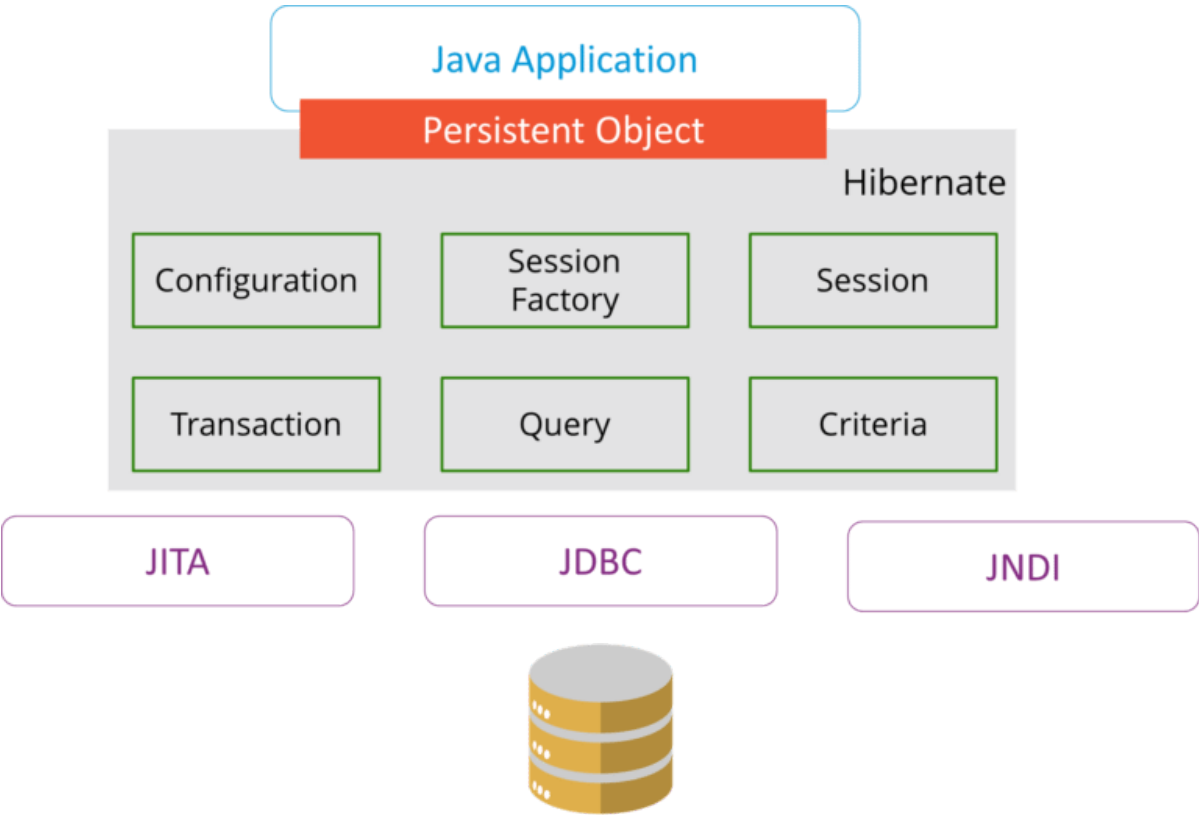 Java Application
Persistent Object
Hibernate
Configuration
Session
Factory
Session
Transaction
Query
Criteria
JITA
JDBC
JNDI